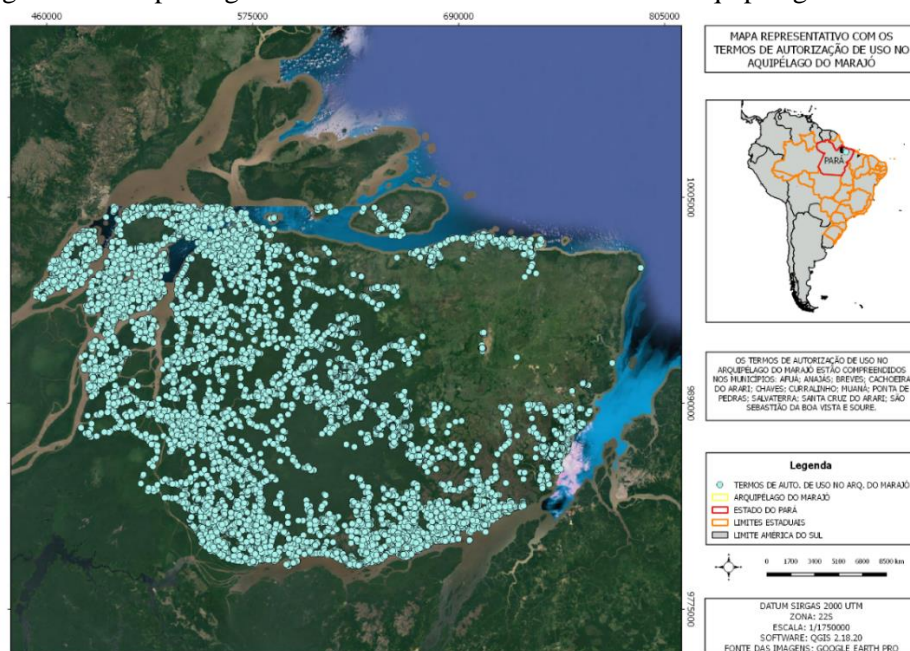 460000 575000 690000 805000
10005000
9890000
9775000
MAPA REPRESENTATIVO COM OS
TERMOS DE AUTORIZAÇÃO DE USO NO
AQUIPÉLAGO DO MARAJÓ
PARÁ
OS TERMOS DE AUTORIZAÇÃO DE USO NO
ARQUIPÉLAGO DO MARAJÓ ESTÃO COMPREENDIDOS
NOS MUNICÍPIOS: AFUÁ; ANAJÁS; BREVES; CACHOEIRA
DO ARARI; CHAVES; CURRALINHO; MUANÁ; PONTA DE
PEDRAS; SALVATERRA; SANTA CRUZ DO ARARI; SÃO
SEBASTIÃO DA BOA VISTA E SOURE.
Legenda
TERMOS DE AUTO. DE USO NO ARQ. DO MARAJÓ
ARQUIPÉLAGO DO MARAJÓ
ESTADO DO PARÁ
LIMITES ESTADUAIS
LIMITE AMÉRICA DO SUL
0 1700 3400 5100 6800 8500 km
DATUM SIRGAS 2000 UTM
ZONA: 22S
ESCALA: 1/1750000
SOFTWARE: QGIS 2.18.20
FONTE DAS IMAGENS: GOOGLE EARTH PRO